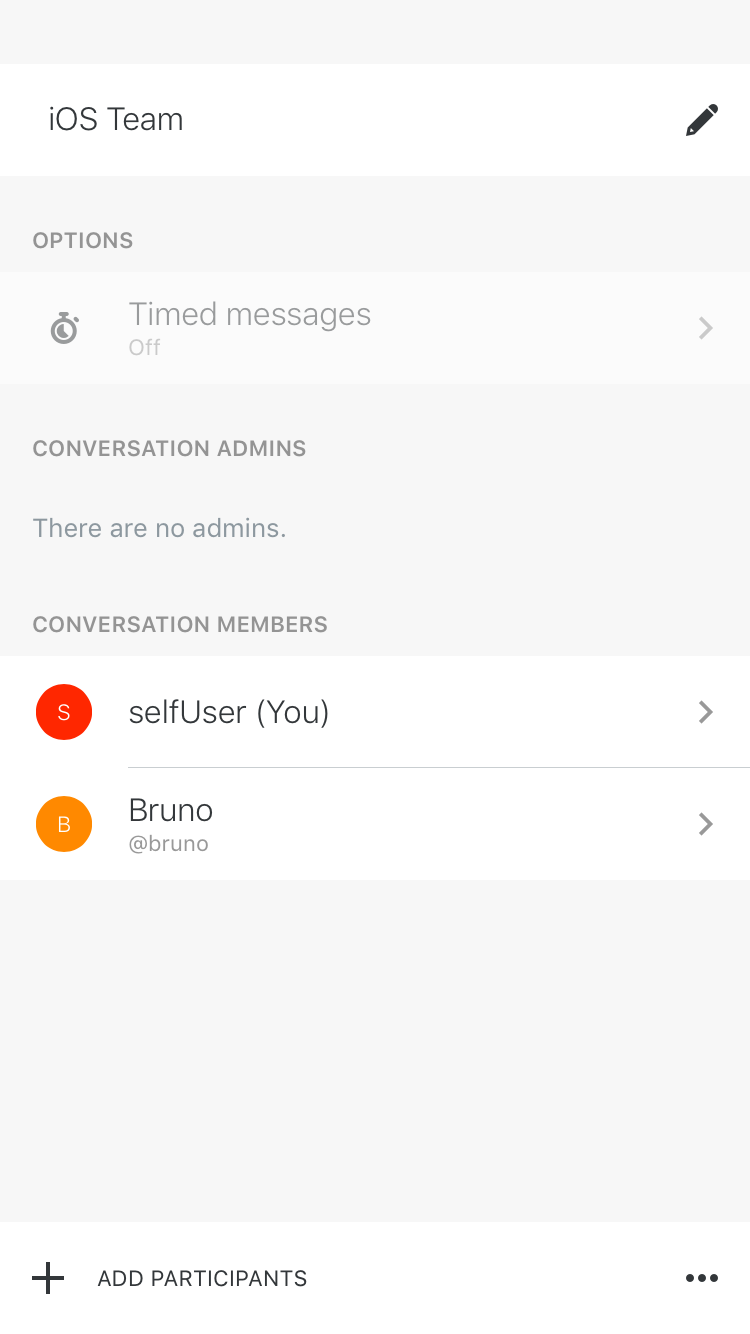 iOS Team
OPTIONS
Timed messages
Off
CONVERSATION ADMINS
There are no admins.
CONVERSATION MEMBERS
S
selfUser (You)
B
Bruno
@bruno
ADD PARTICIPANTS